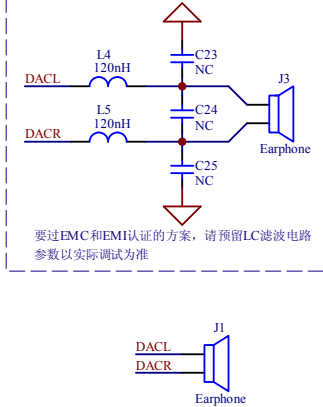 C23
NC
L4
120nH
DACL
J3
C24
NC
L5
120nH
DACR
Earphone
C25
NC
要过EMC和EMI认证的方案，请预留LC滤波电路
参数以实际调试为准
J1
DACL
DACR
Earphone